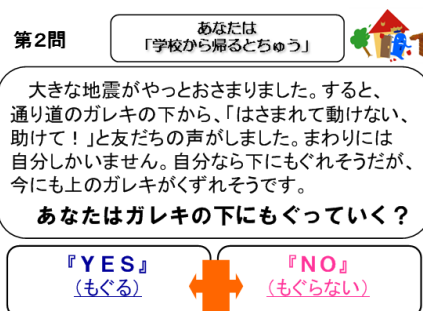 第2問
あなたは
「学校から帰るとちゅう」
大きな地震がやっとおさまりました。すると、
通り道のガレキの下から、「はさまれて動けない、
助けて！」と友だちの声がしました。まわりには
自分しかいません。自分なら下にもぐれそうだが、
今にも上のガレキがくずれそうです。
あなたはガレキの下にもぐっていく？
『YES』
（もぐる）
『NO』
（もぐらない）